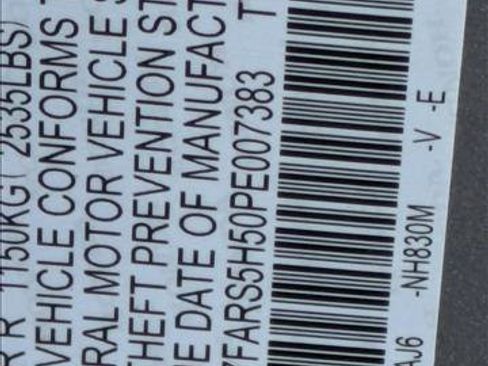 1150KG( 2535LBS)
VEHICLE CONFORMS
RAL MOTOR VEHICLE S
HEFT PREVENTION ST
E DATE OF MANUFACT
7FARS5H50PE007383 T
AJ6 -NH830M -V -E